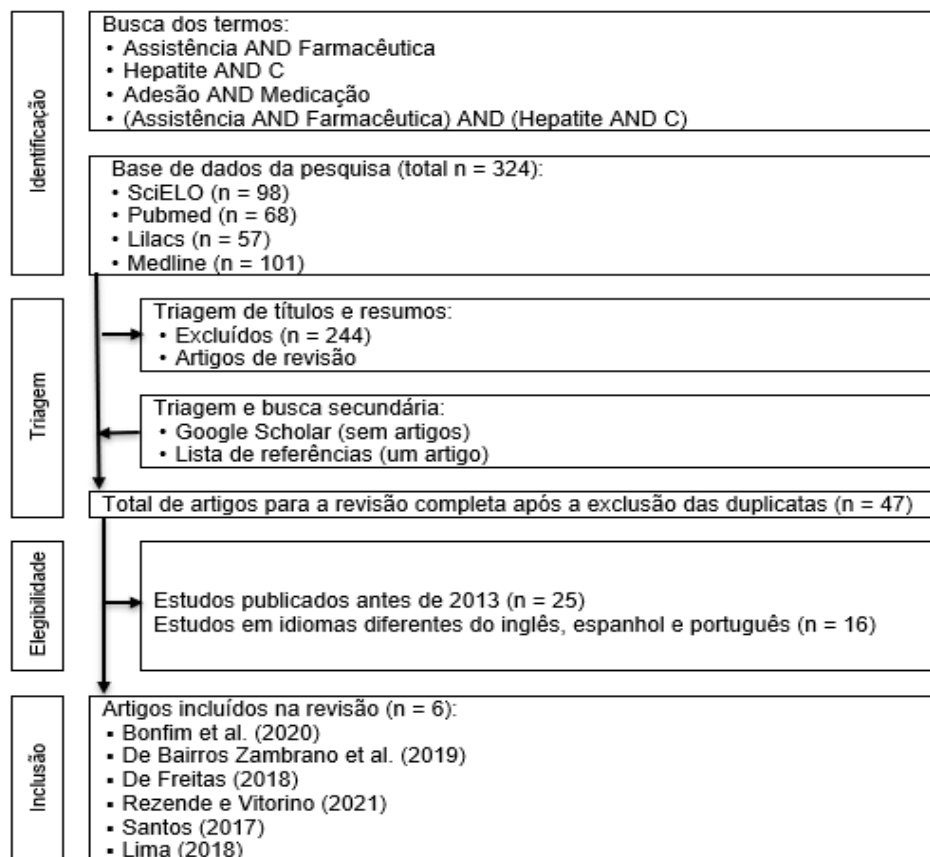 Identificação
Busca dos termos:
• Assistência AND Farmacêutica
• Hepatite AND C
• Adesão AND Medicação
• (Assistência AND Farmacêutica) AND (Hepatite AND C)
Base de dados da pesquisa (total n = 324):
• SciELO (n = 98)
• Pubmed (n = 68)
• Lilacs (n = 57)
• Medline (n = 101)
Triagem
Triagem de títulos e resumos:
• Excluídos (n = 244)
• Artigos de revisão
Triagem e busca secundária:
• Google Scholar (sem artigos)
• Lista de referências (um artigo)
Total de artigos para a revisão completa após a exclusão das duplicatas (n = 47)
Elegibilidade
Estudos publicados antes de 2013 (n = 25)
Estudos em idiomas diferentes do inglês, espanhol e português (n = 16)
Inclusão
Artigos incluídos na revisão (n = 6):
▪ Bonfim et al. (2020)
▪ De Bairros Zambrano et al. (2019)
▪ De Freitas (2018)
▪ Rezende e Vitorino (2021)
▪ Santos (2017)
▪ Lima (2018)